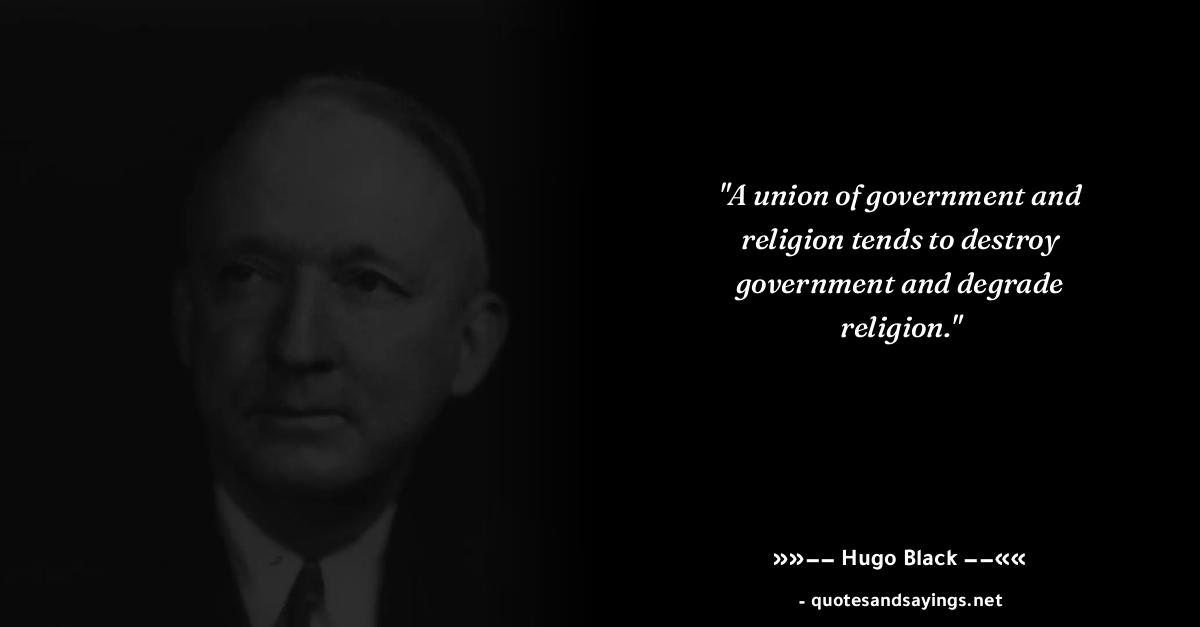 "A union of government and
religion tends to destroy
government and degrade
religion."
»»−− Hugo Black −−««
- quotesandsayings.net